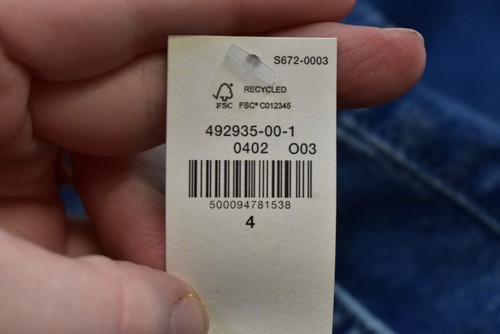 S672-0003
RECYCLED
FSC FSC® C012345
492935-00-1
0402 O03
500094781538
4